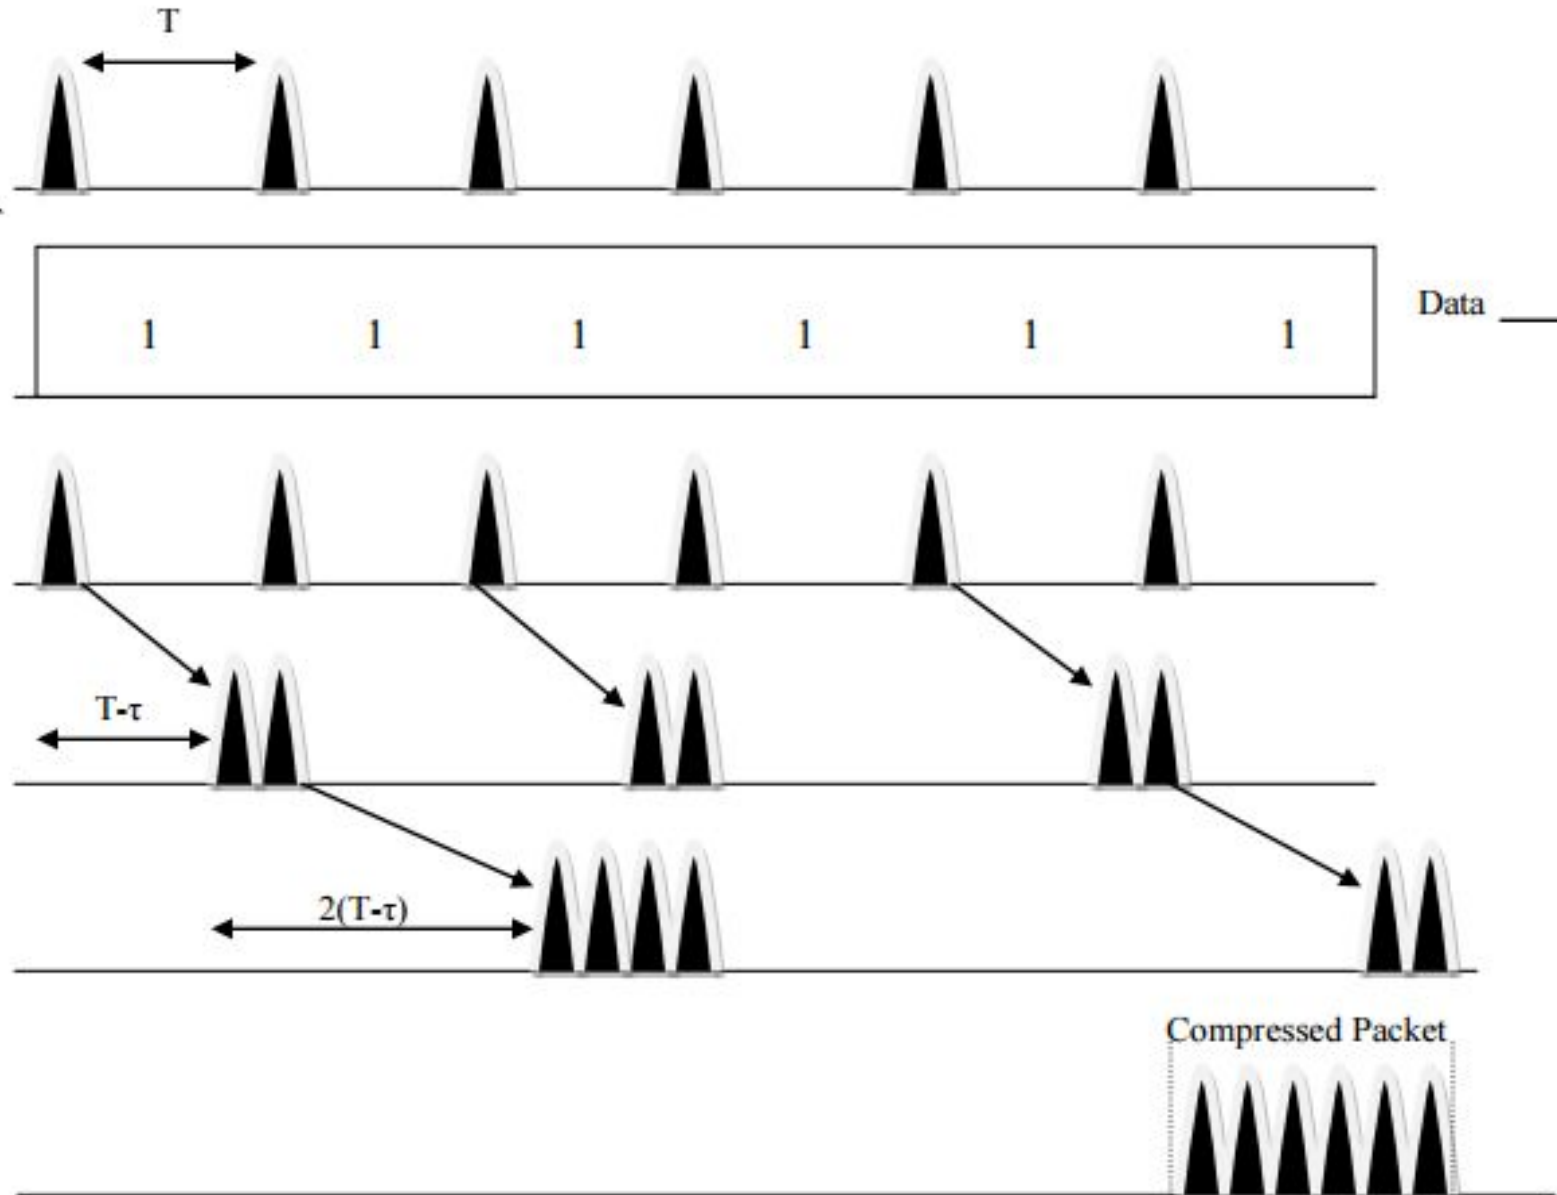 T
1 1 1 1 1 1
Data
T-τ
2(T-τ)
Compressed Packet